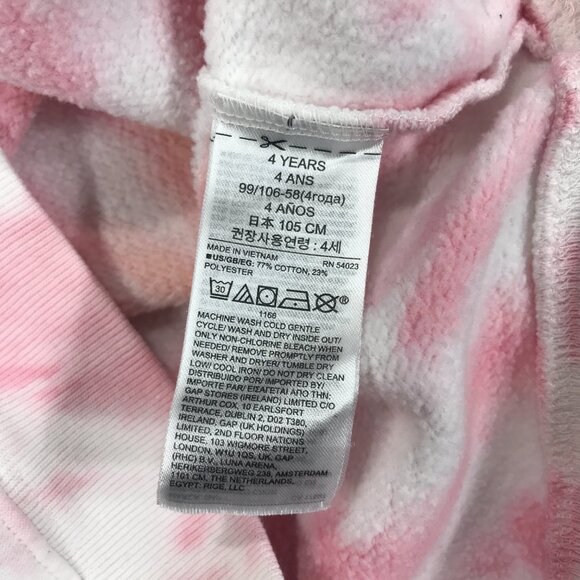 4 YEARS
4 ANS
99/106-58(4года)
4 AÑOS
日本 105 CM
권장사용연령 : 4세
MADE IN VIETNAM RN 54023
■US/GB/EG: 77% COTTON, 23%
POLYESTER
30
®
1168
MACHINE WASH COLD GENTLE
CYCLE/ WASH AND DRY INSIDE OUT/
ONLY NON-CHLORINE BLEACH WHEN
NEEDED/ REMOVE PROMPTLY FROM
WASHER AND DRYER/ TUMBLE DRY
LOW/ COOL IRON/ DO NOT DRY CLEAN
DISTRIBUIDO POR/ IMPORTED BY/
IMPORTE PAR/ ΕΙΣΑΓΕΤΑΙ ΑΠΟ ΤΗΝ:
GAP STORES (IRELAND) LIMITED C/O
ARTHUR COX, 10 EARLSFORT
TERRACE, DUBLIN 2, D02 T380,
IRELAND, GAP (UK HOLDINGS)
LIMITED, 2ND FLOOR NATIONS
HOUSE, 103 WIGMORE STREET,
LONDON, W1U 1QS, UK, GAP
(RHC) B.V., LUNA ARENA,
HERIKERBERGWEG 238, AMSTERDAM
1101 CM, THE NETHERLANDS,
EGYPT: RIGE, LLC